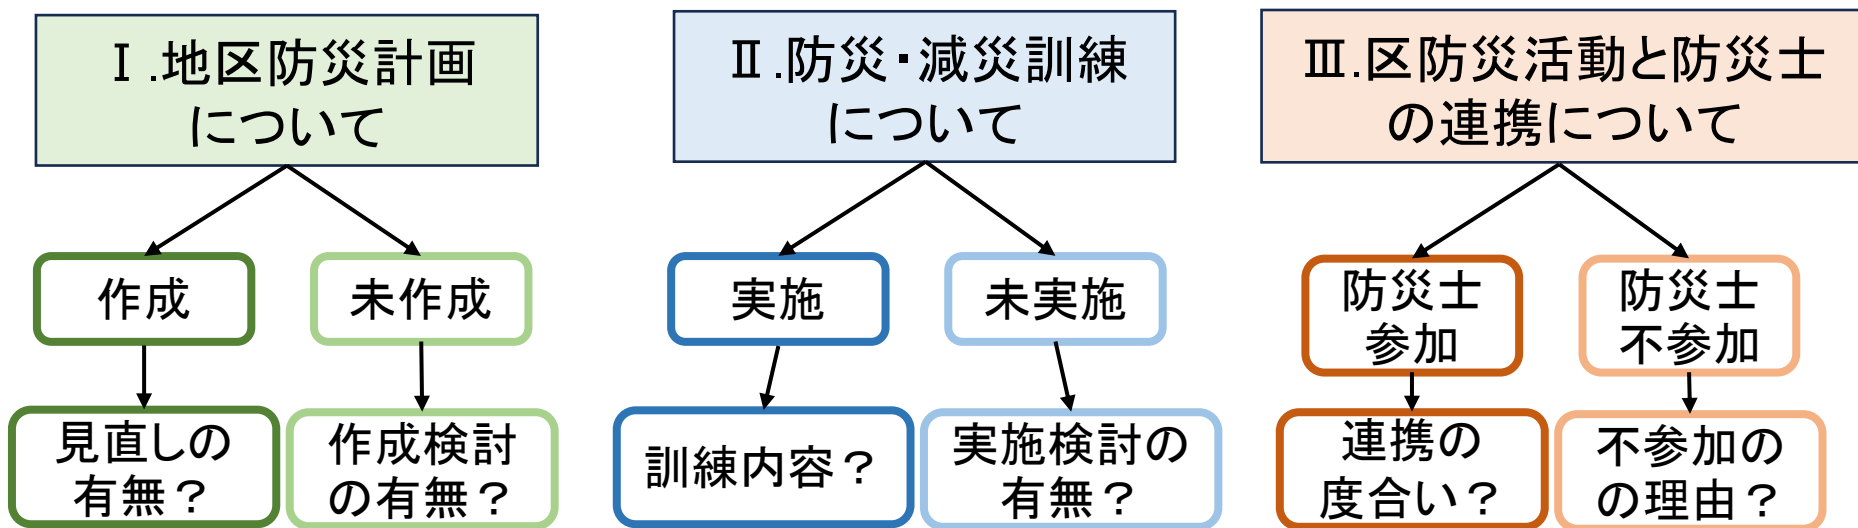 Ⅰ.地区防災計画
について
Ⅱ.防災・減災訓練
について
Ⅲ.区防災活動と防災士
の連携について
作成
未作成
実施
未実施
防災士
参加
防災士
不参加
見直しの
有無？
作成検討
の有無？
訓練内容？
実施検討の
有無？
連携の
度合い？
不参加の
の理由？